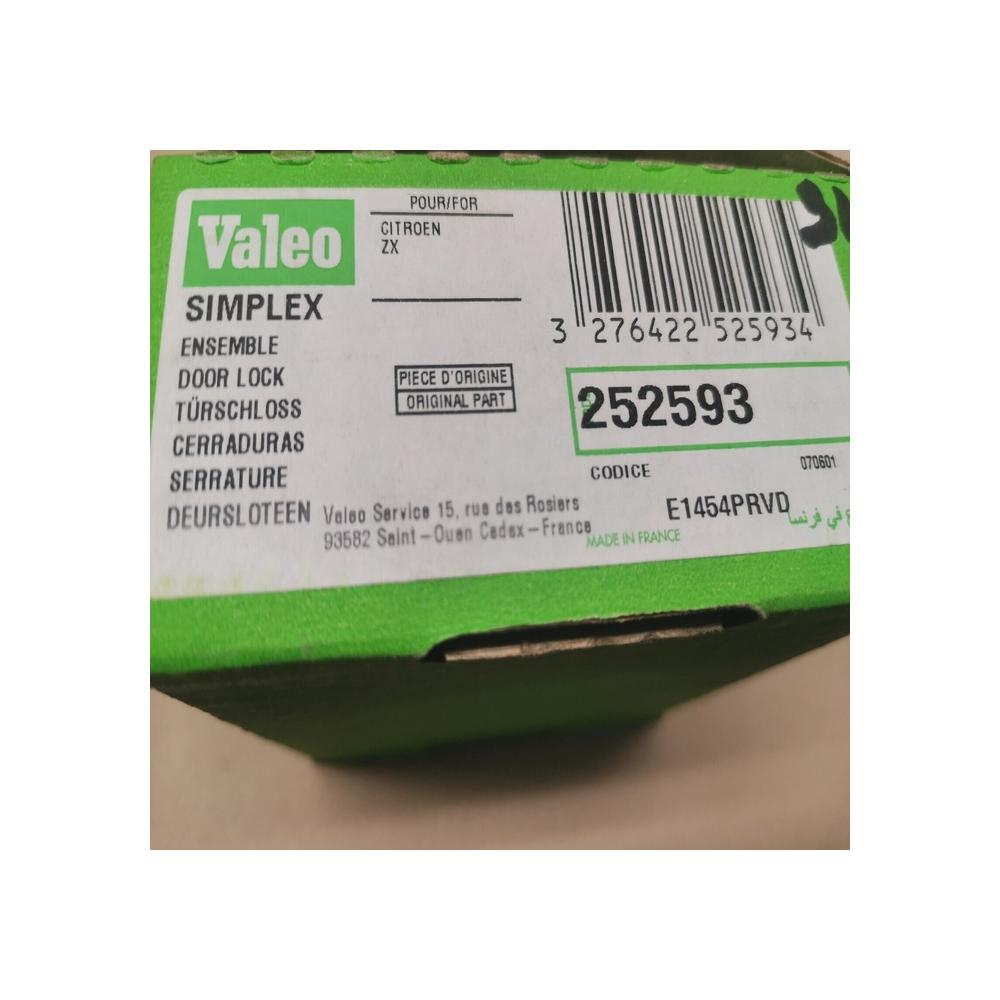 Valeo
SIMPLEX
ENSEMBLE
DOOR LOCK
TÜRSCHLOSS
CERRADURAS
SERRATURE
DEURSLOTEEN
POUR/FOR
CITROEN
ZX
PIECE D'ORIGINE
ORIGINAL PART
Valeo Service 15, rue des Rosiers
93582 Saint-Ouen Cedex-France
3 276422 525934
252593
CODICE
070601
E1454PRVD
MADE IN FRANCE
في فرنسا